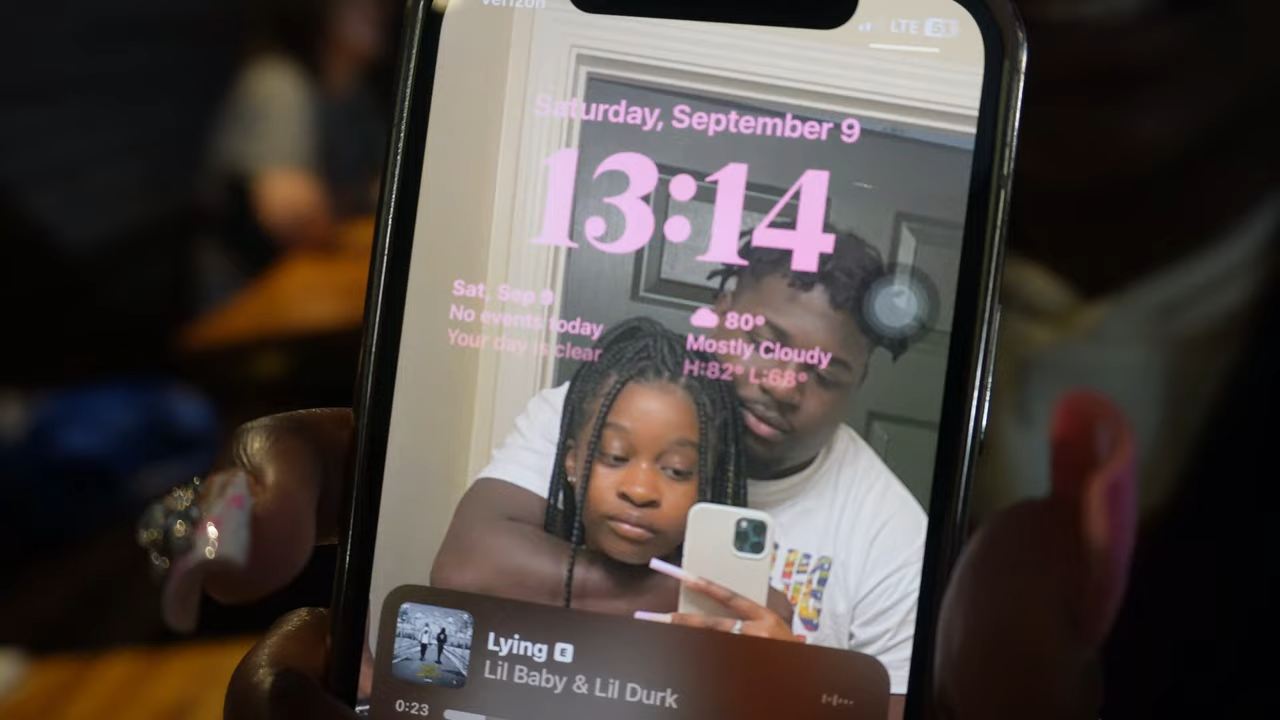 verizon
LTE 51
Saturday, September 9
13:14
Sat, Sep 9
No events today
Your day is clear
80°
Mostly Cloudy
H:82° L:68°
Lying E
Lil Baby & Lil Durk
0:23